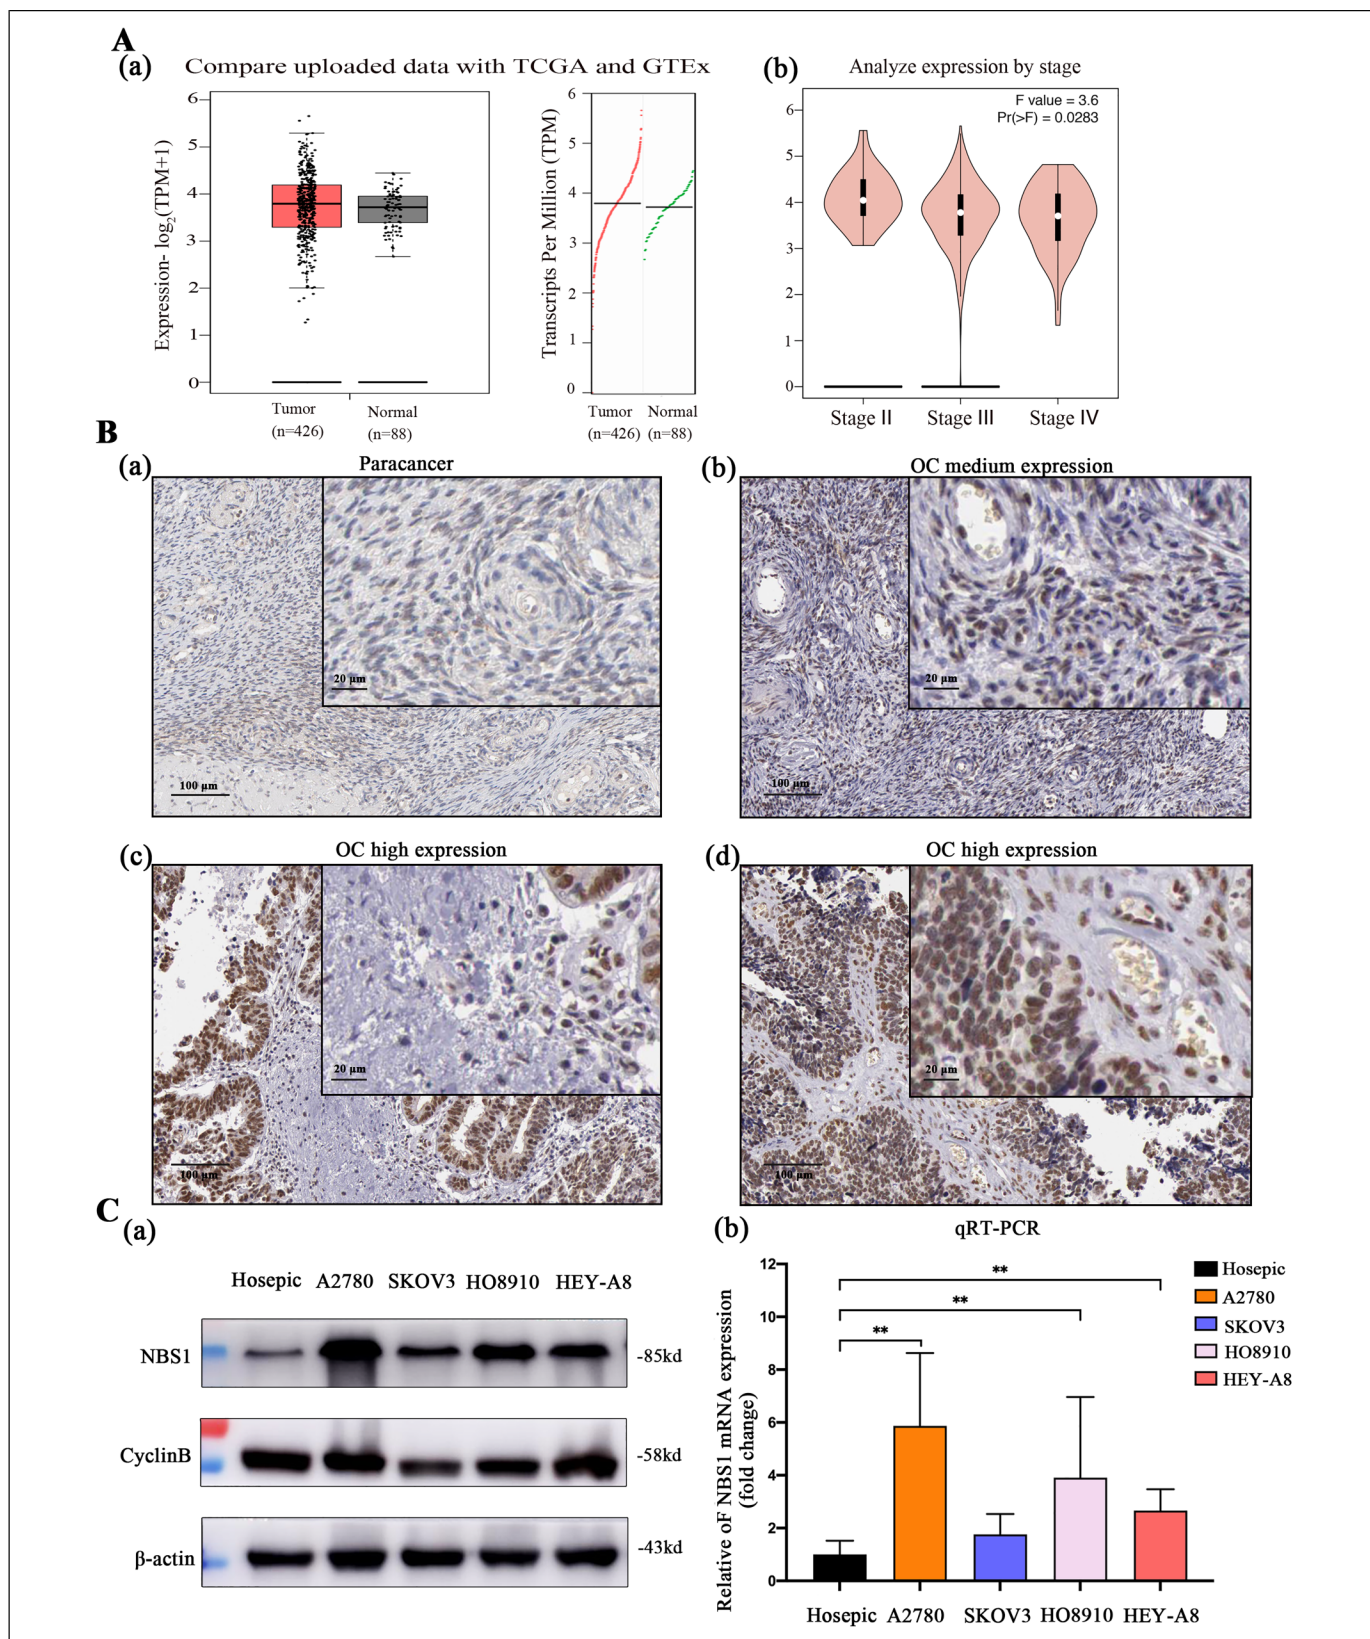 A
(a)
Compare uploaded data with TCGA and GTEx
Expression- log2(TPM+1)
6
5
4
3
2
1
0
Tumor
(n=426)
Normal
(n=88)
Transcripts Per Million (TPM)
6
5
4
3
2
1
0
Tumor
(n=426)
Normal
(n=88)
(b)
Analyze expression by stage
F value = 3.6
Pr(>F) = 0.0283
6
5
4
3
2
1
0
Stage II
Stage III
Stage IV
B
(a)
Paracancer
20 μm
100 μm
(b)
OC medium expression
20 μm
100 μm
(c)
OC high expression
20 μm
100 μm
(d)
OC high expression
20 μm
100 μm
C
(a)
Hosepic A2780 SKOV3 HO8910 HEY-A8
NBS1
-85kd
CyclinB
-58kd
β-actin
-43kd
(b)
qRT-PCR
Relative oF NBS1 mRNA expression
(fold change)
12
10
8
6
4
2
0
**
**
**
Hosepic
A2780
SKOV3
HO8910
HEY-A8
Hosepic A2780 SKOV3 HO8910 HEY-A8